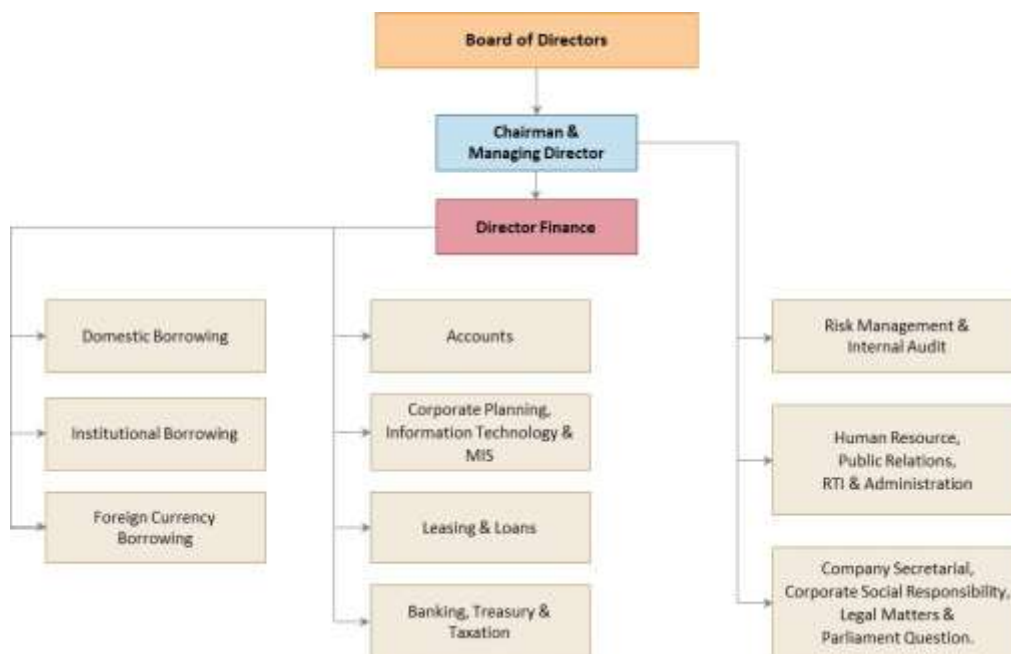 Board of Directors
Chairman &
Managing Director
Director Finance
Domestic Borrowing
Institutional Borrowing
Foreign Currency
Borrowing
Accounts
Corporate Planning,
Information Technology &
MIS
Leasing & Loans
Banking, Treasury &
Taxation
Risk Management &
Internal Audit
Human Resource,
Public Relations,
RTI & Administration
Company Secretarial,
Corporate Social Responsibility,
Legal Matters &
Parliament Question.